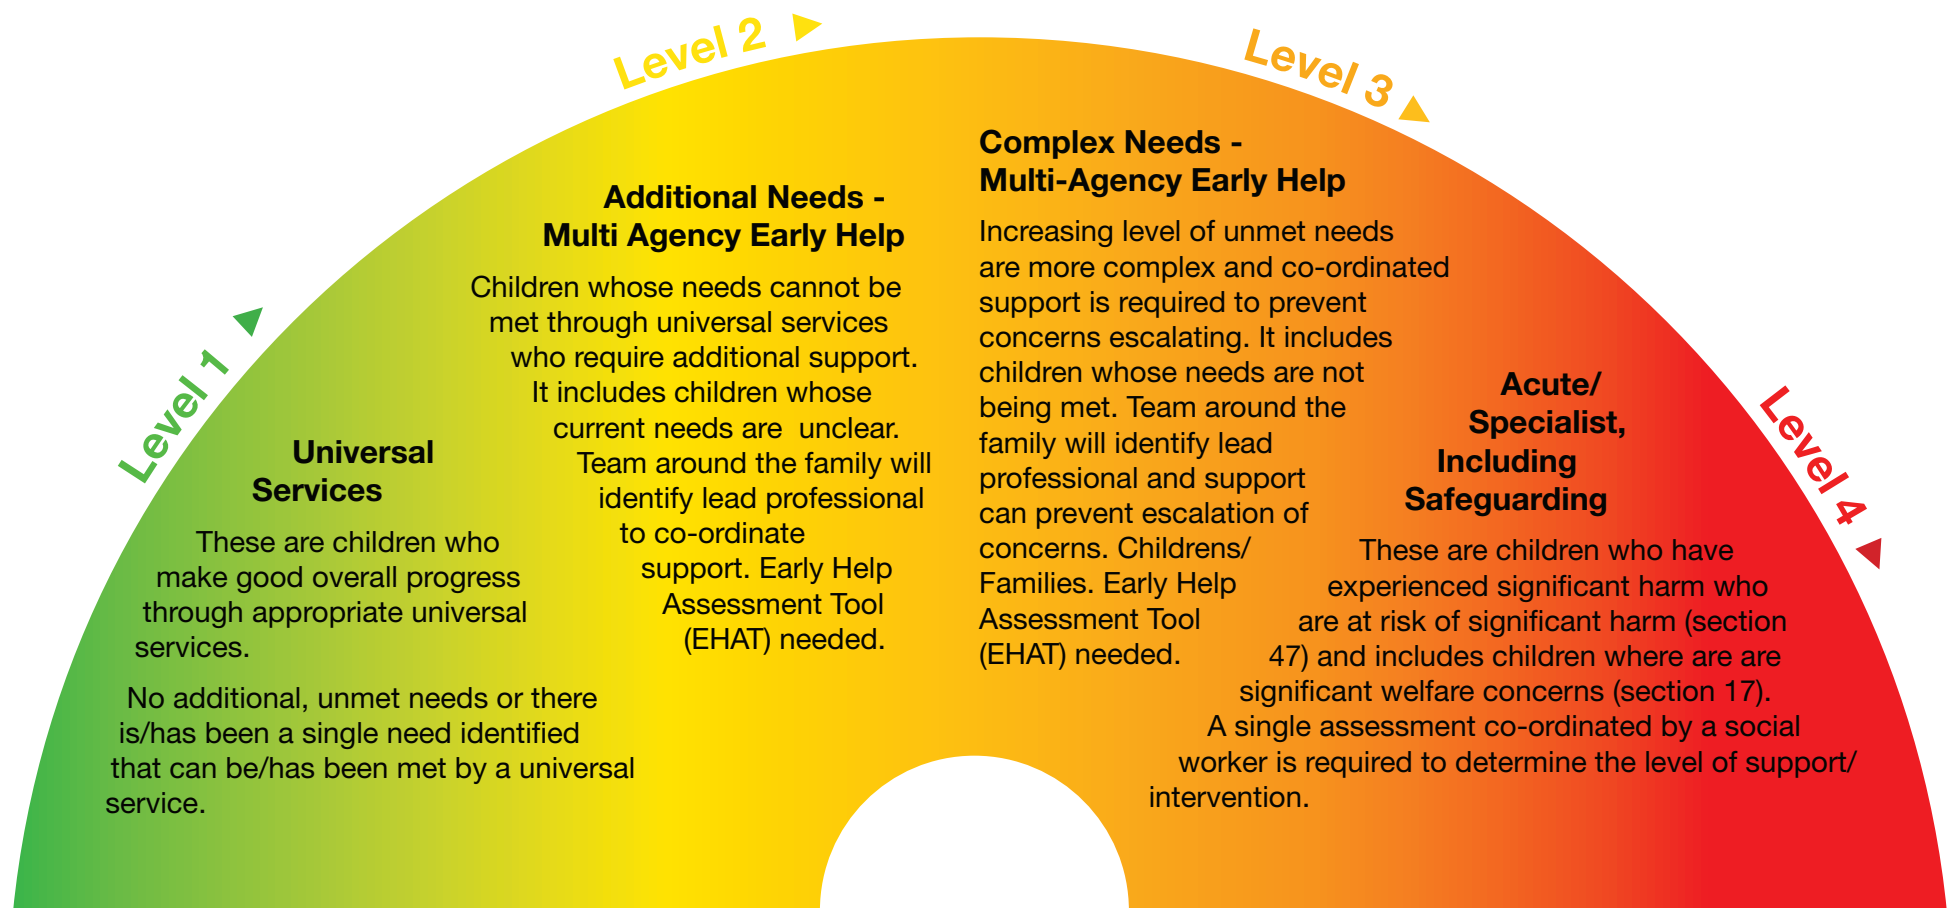 Level 1
Universal
Services
These are children who
make good overall progress
through appropriate universal
services.
No additional, unmet needs or there
is/has been a single need identified
that can be/has been met by a universal
service.
Level 2
Additional Needs -
Multi Agency Early Help
Children whose needs cannot be
met through universal services
who require additional support.
It includes children whose
current needs are  unclear.
Team around the family will
identify lead professional
to co-ordinate
support. Early Help
Assessment Tool
(EHAT) needed.
Level 3
Complex Needs -
Multi-Agency Early Help
Increasing level of unmet needs
are more complex and co-ordinated
support is required to prevent
concerns escalating. It includes
children whose needs are not
being met. Team around the
family will identify lead
professional and support
can prevent escalation of
concerns. Childrens/
Families. Early Help
Assessment Tool
(EHAT) needed.
Level 4
Acute/
Specialist,
Including
Safeguarding
These are children who have
experienced significant harm who
are at risk of significant harm (section
47) and includes children where are are
significant welfare concerns (section 17).
A single assessment co-ordinated by a social
worker is required to determine the level of support/
intervention.